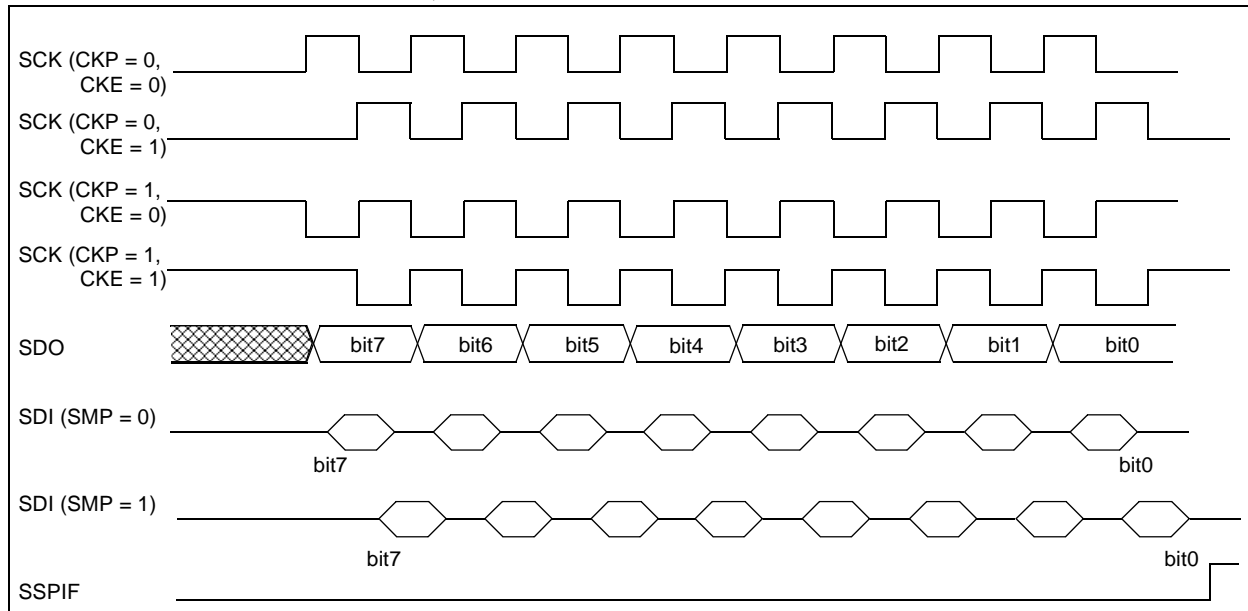 SCK (CKP = 0,
CKE = 0)
SCK (CKP = 0,
CKE = 1)
SCK (CKP = 1,
CKE = 0)
SCK (CKP = 1,
CKE = 1)
SDO bit7 bit6 bit5 bit4 bit3 bit2 bit1 bit0
SDI (SMP = 0)
bit7 bit0
SDI (SMP = 1)
bit7 bit0
SSPIF